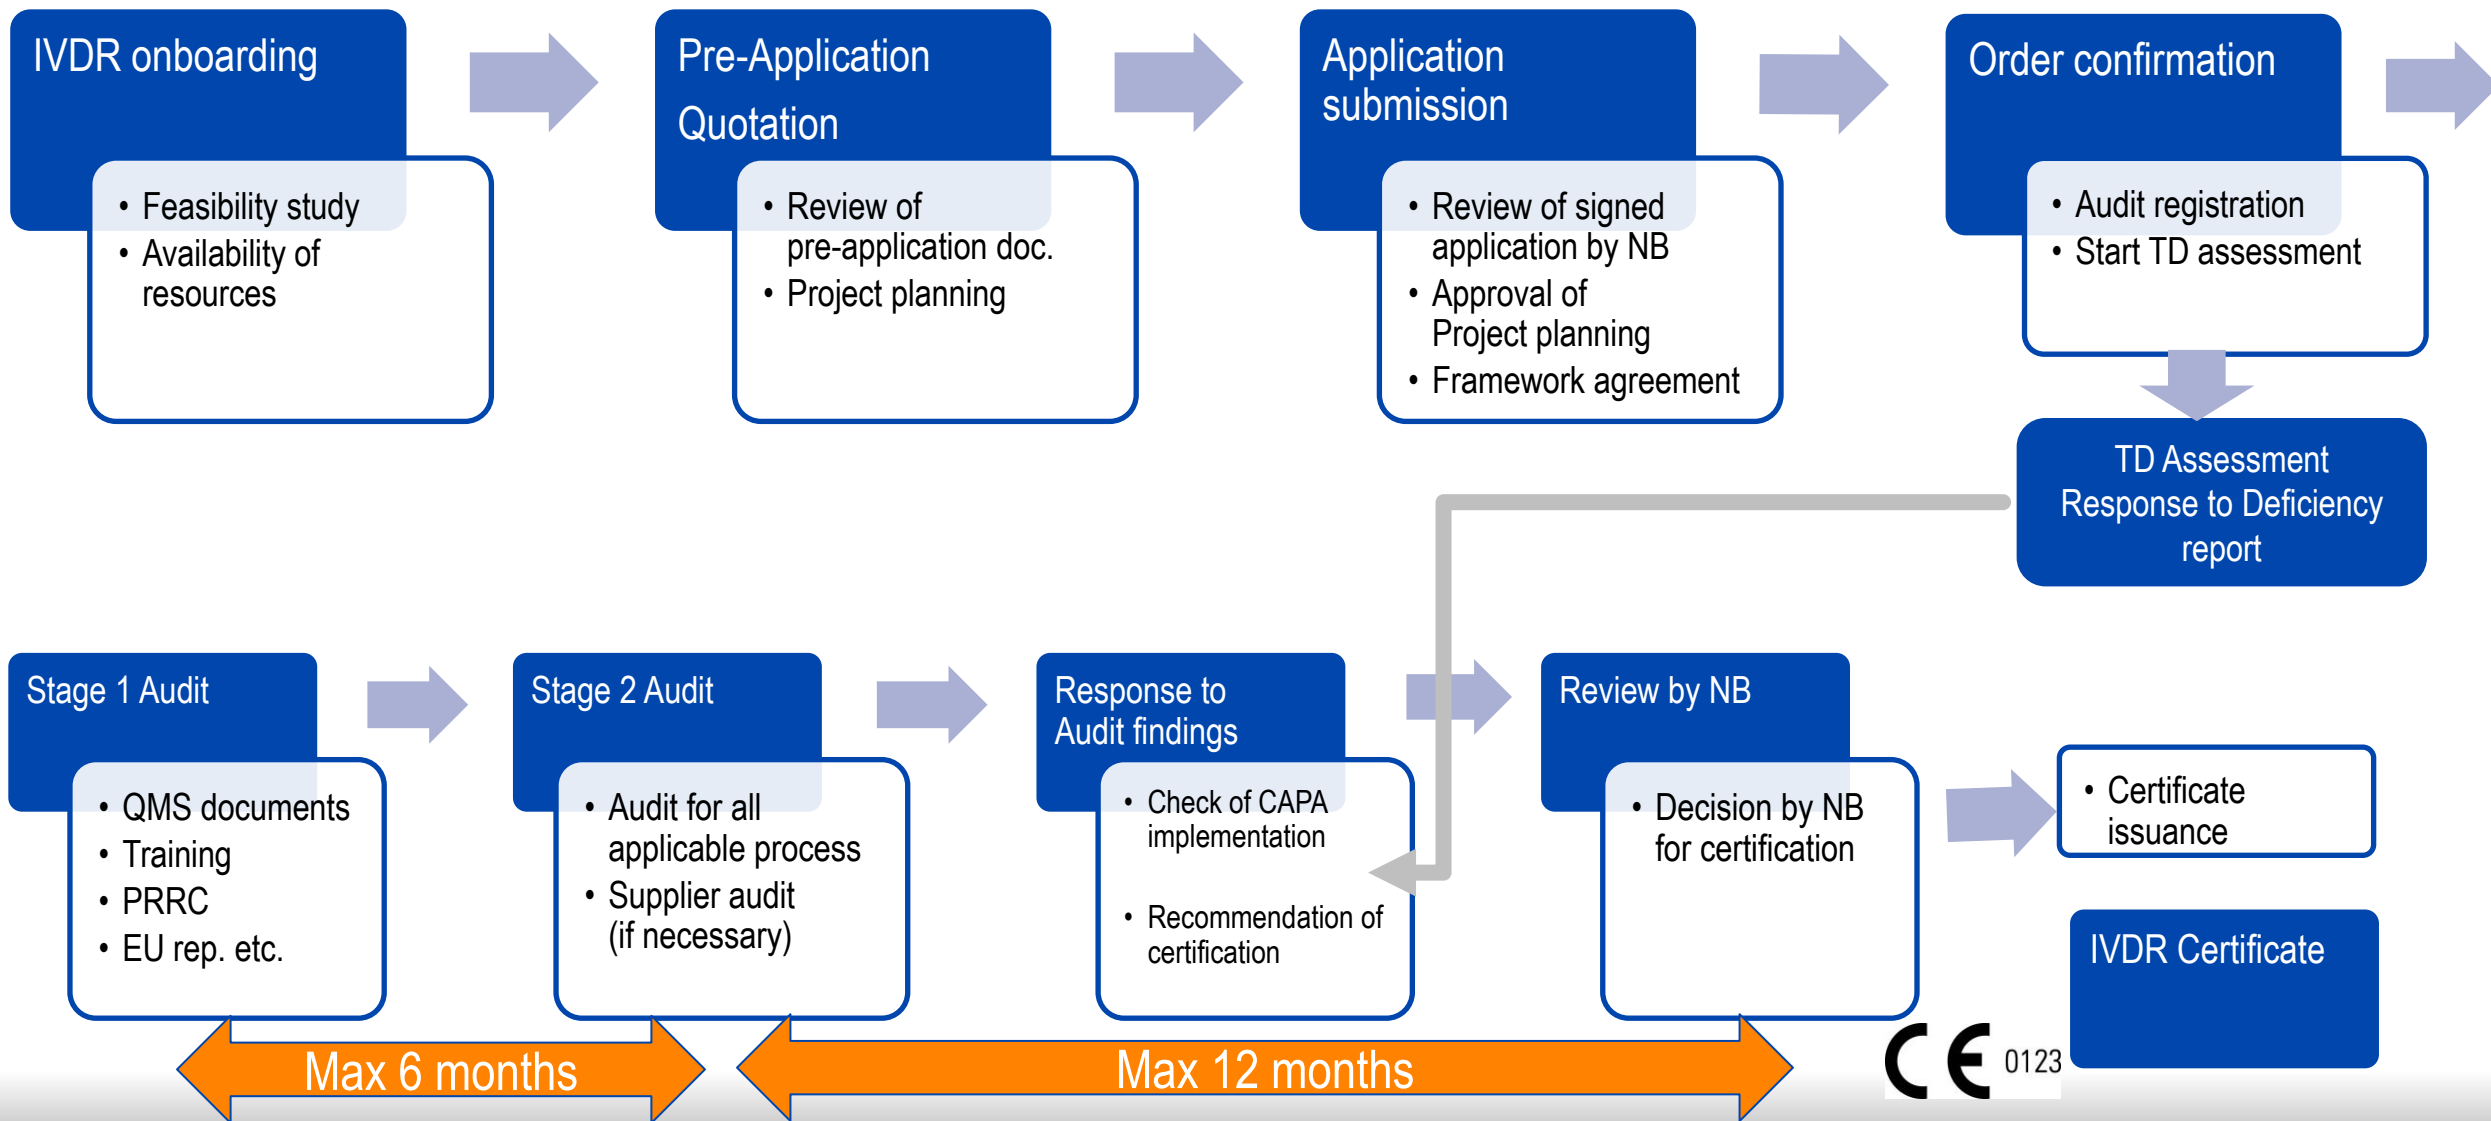 IVDR onboarding
• Feasibility study
• Availability of
resources
Pre-Application
Quotation
• Review of
pre-application doc.
• Project planning
Application
submission
• Review of signed
application by NB
• Approval of
Project planning
• Framework agreement
Order confirmation
• Audit registration
• Start TD assessment
TD Assessment
Response to Deficiency
report
Stage 1 Audit
• QMS documents
• Training
• PRRC
• EU rep. etc.
Stage 2 Audit
• Audit for all
applicable process
• Supplier audit
(if necessary)
Response to
Audit findings
• Check of CAPA
implementation
• Recommendation of
certification
Review by NB
• Decision by NB
for certification
• Certificate
issuance
IVDR Certificate
Max 6 months
Max 12 months
CE 0123